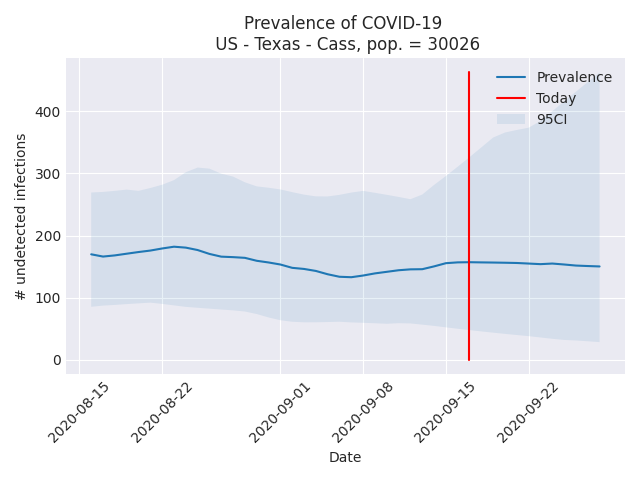 Prevalence of COVID-19
US - Texas - Cass, pop. = 30026
Prevalence
Today
95CI
# undetected infections
400
300
200
100
0
2020-08-15
2020-08-22
2020-09-01
2020-09-08
2020-09-15
2020-09-22
Date